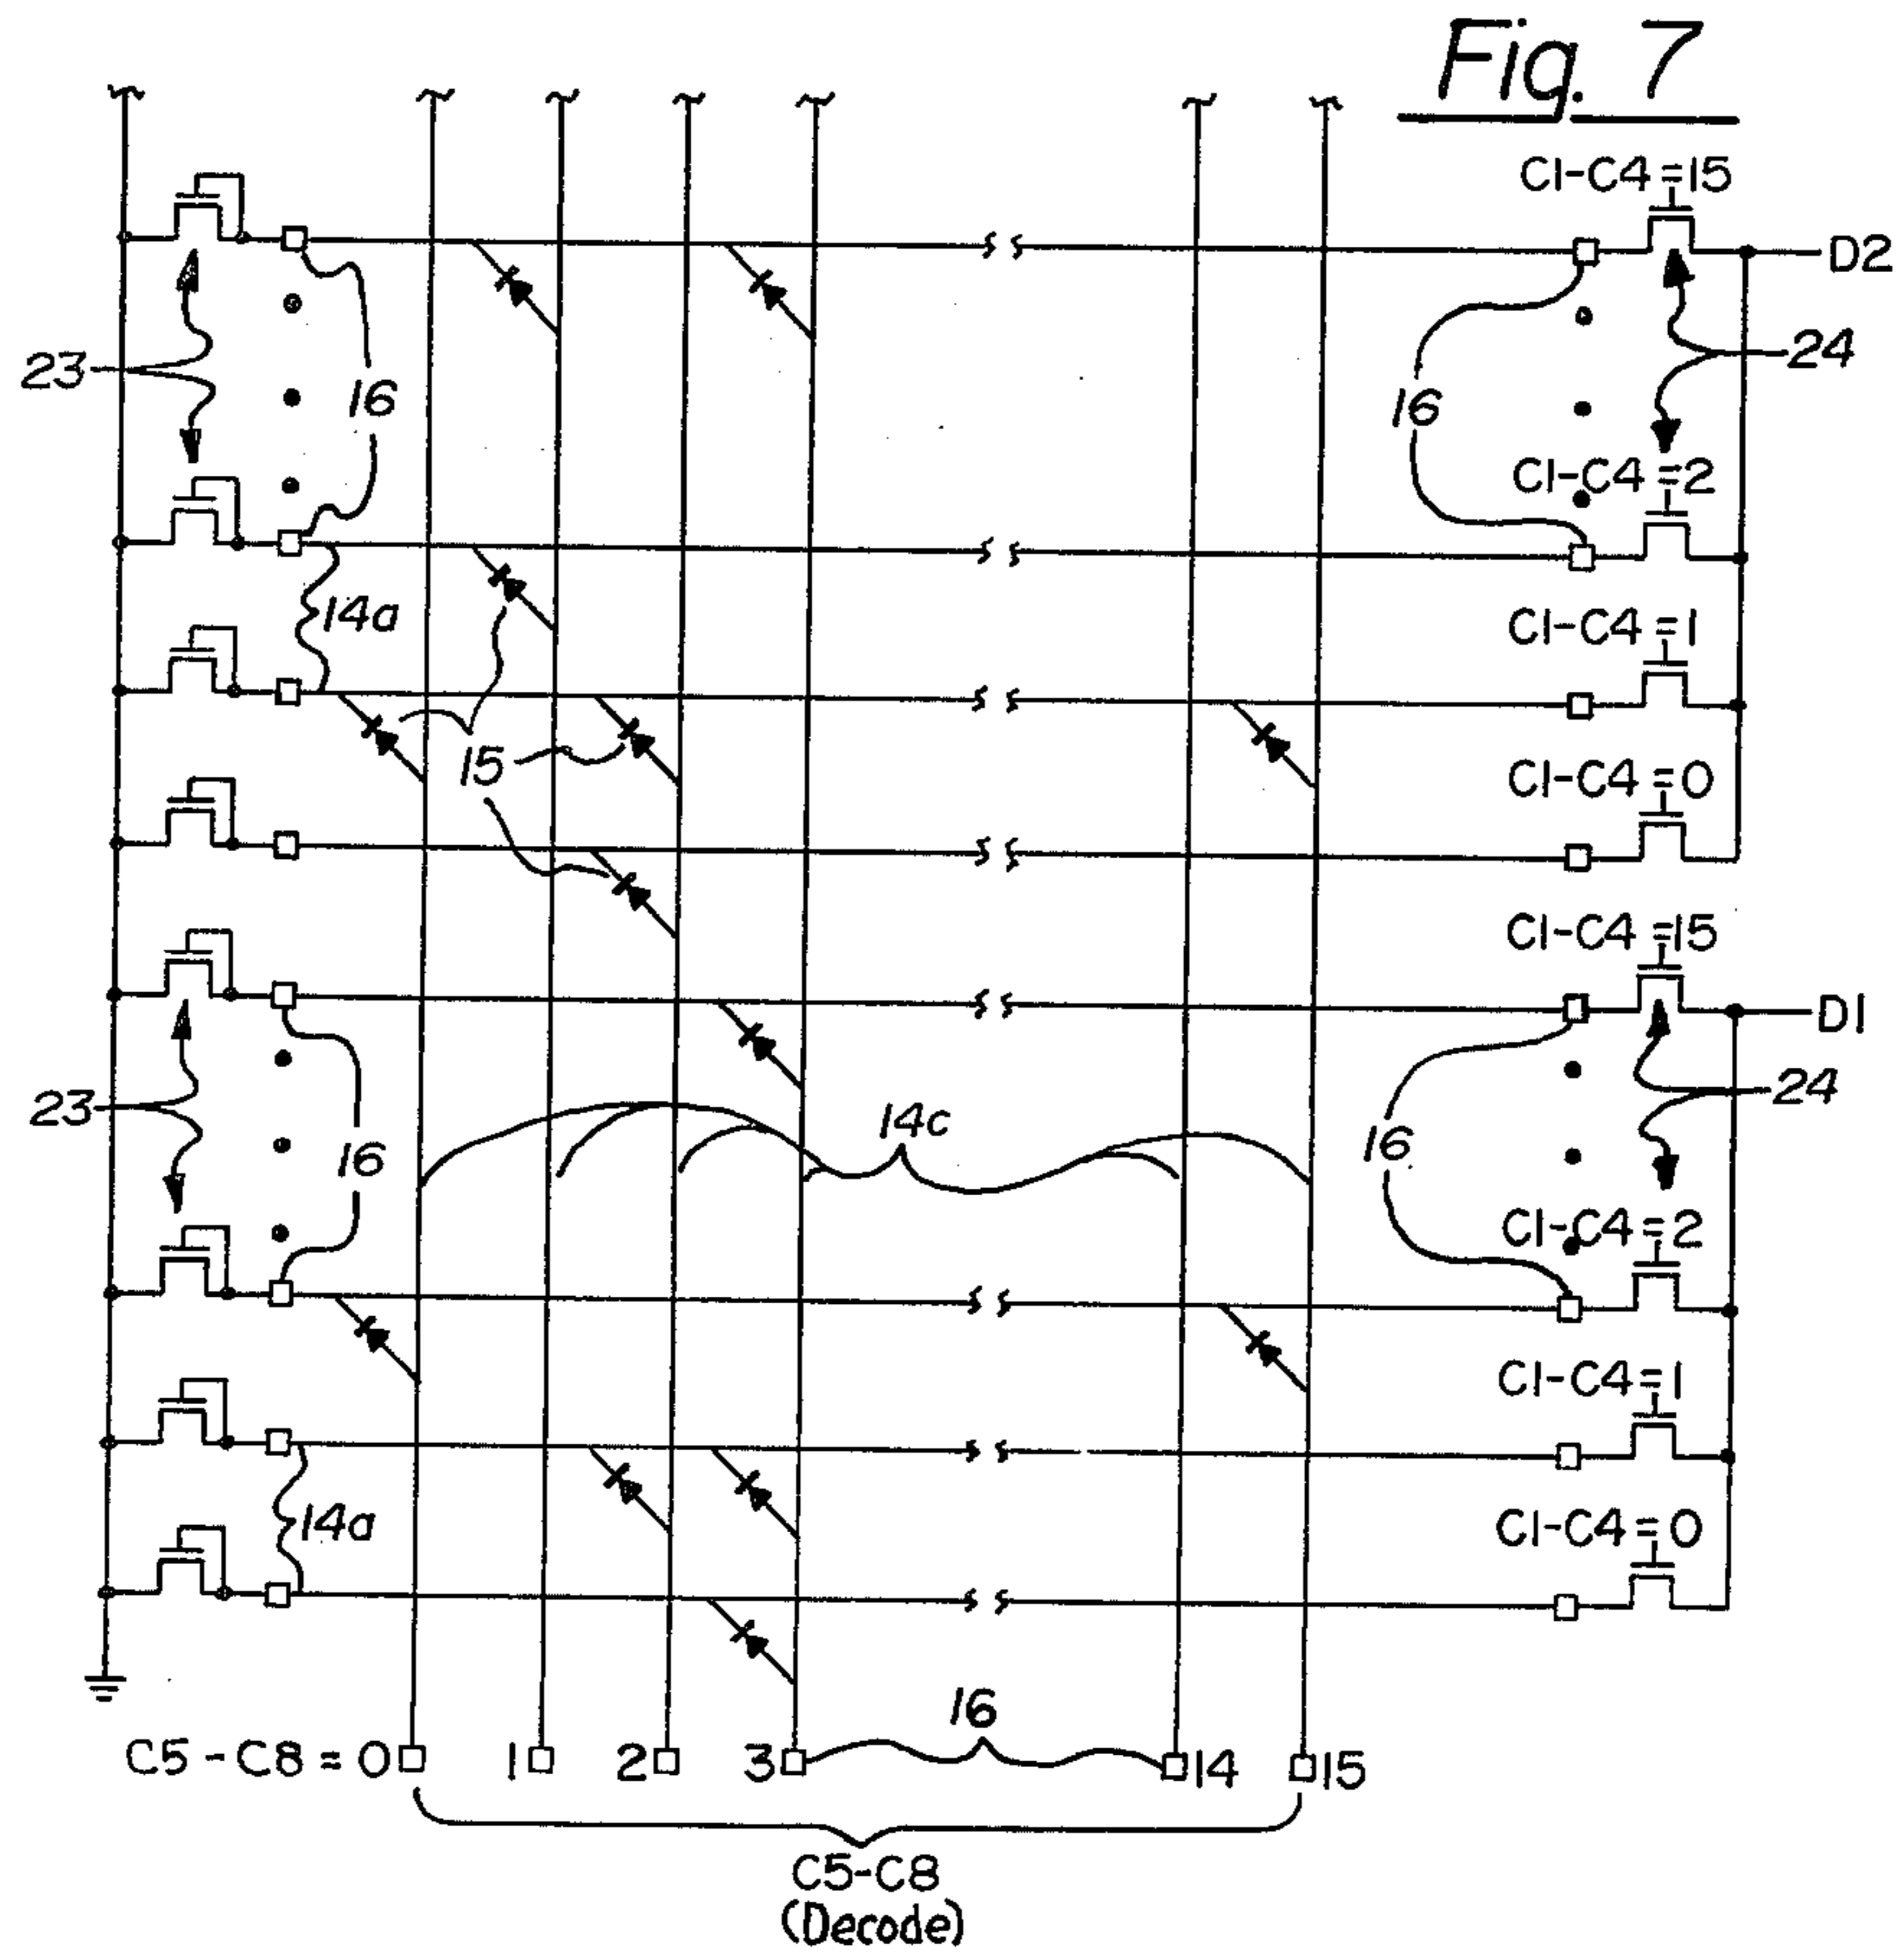 Fig. 7
C1-C4=15
D2
23
16
16
24
C1-C4=2
14a
C1-C4=1
15
C1-C4=0
C1-C4=15
D1
23
16
14c
16
24
C1-C4=2
C1-C4=1
14a
C1-C4=0
16
C5-C8=0 1 2 3 14 15
C5-C8
(Decode)